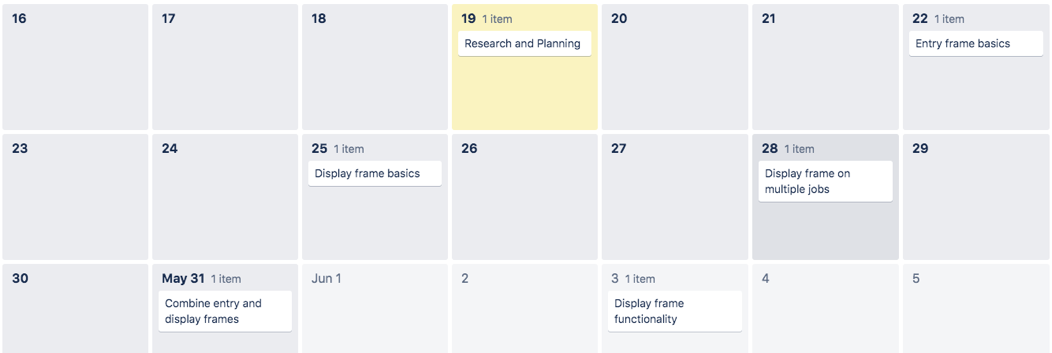 16
17
18
19 1 item
20
21
22 1 item
Research and Planning
Entry frame basics
23
24
25 1 item
26
27
28 1 item
29
Display frame basics
Display frame on
multiple jobs
30
May 31 1 item
Jun 1
2
3 1 item
4
5
Combine entry and
display frames
Display frame
functionality